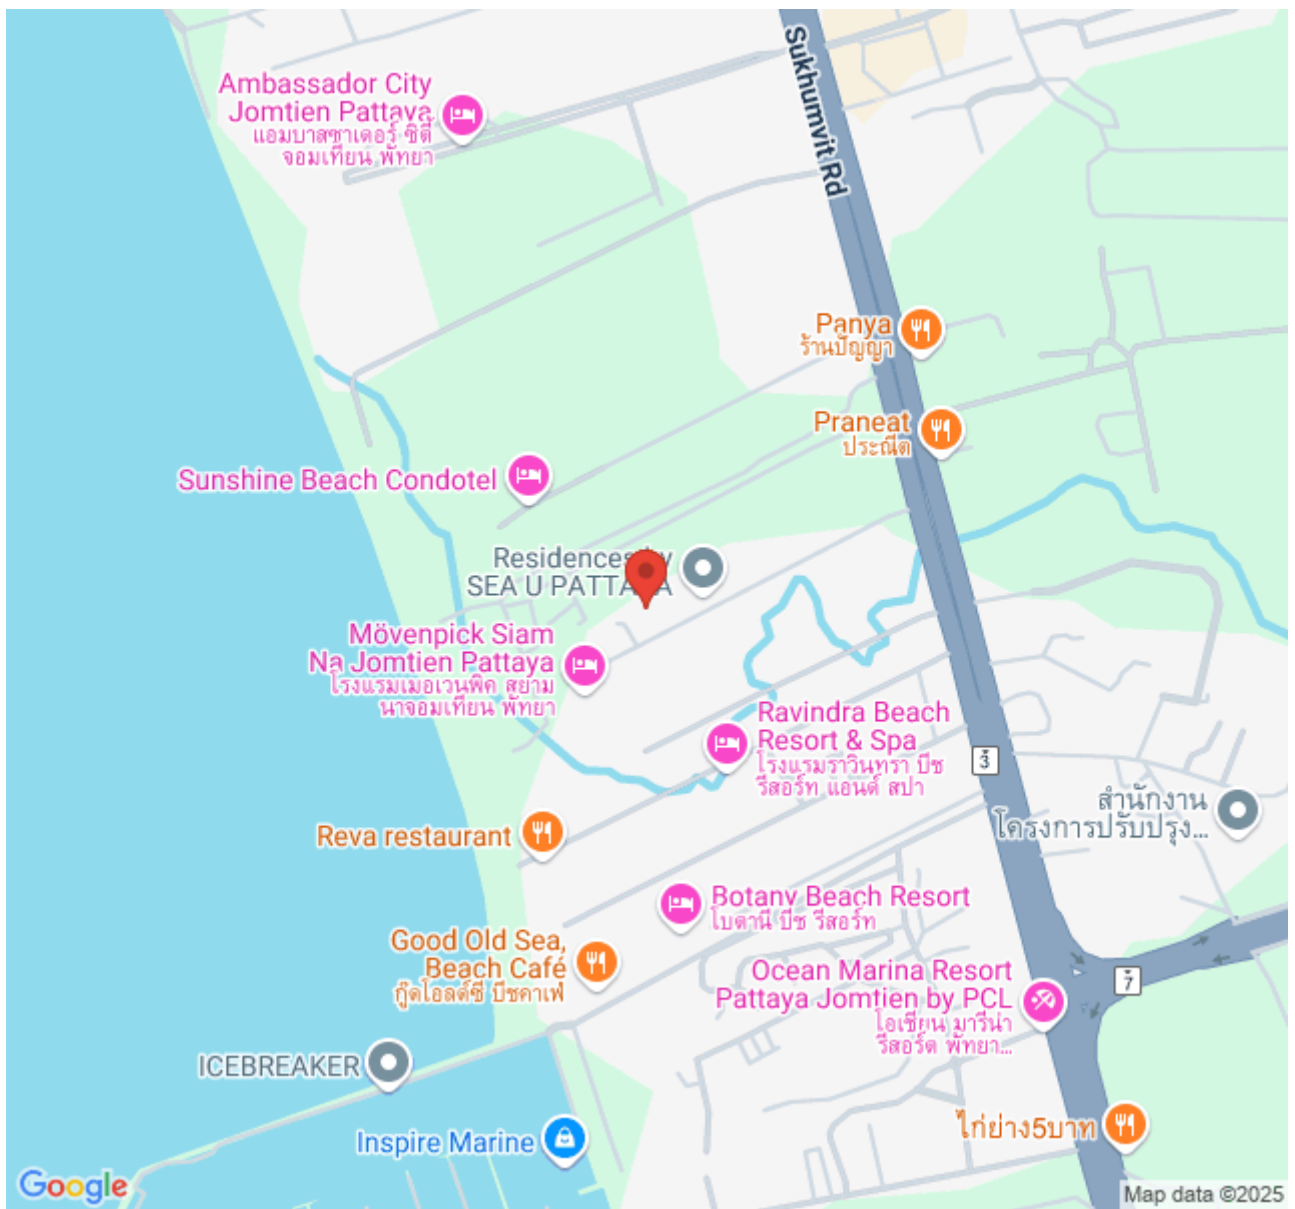 Sukhumvit Rd
Ambassador City
Jomtien Pattaya
แอมบาสซาเดอร์ ซิตี้
จอมเทียน พัทยา
Panya
ร้านปัญญา
Praneat
ประณีต
Sunshine Beach Condotel
Residences
SEA U
Mövenpick Siam
Na Jomtien Pattaya
โรงแรมเมอเวนพิค สยาม
นาจอมเทียน พัทยา
Ravindra Beach
Resort & Spa
โรงแรมราวินทรา บีช
รีสอร์ท แอนด์ สปา
3
สำนักงาน
โครงการปรับปรุง...
Reva restaurant
Botany Beach Resort
โบตานี บีช รีสอร์ท
Good Old Sea,
Beach Café
กู๊ดโอลด์ซี บีชคาเฟ่
Ocean Marina Resort
Pattaya Jomtien by PCL
โอเชียน มารีน่า
รีสอร์ต พัทยา...
7
ICEBREAKER
ไก่ย่าง5บาท
Inspire Marine
Google
Map data ©2025